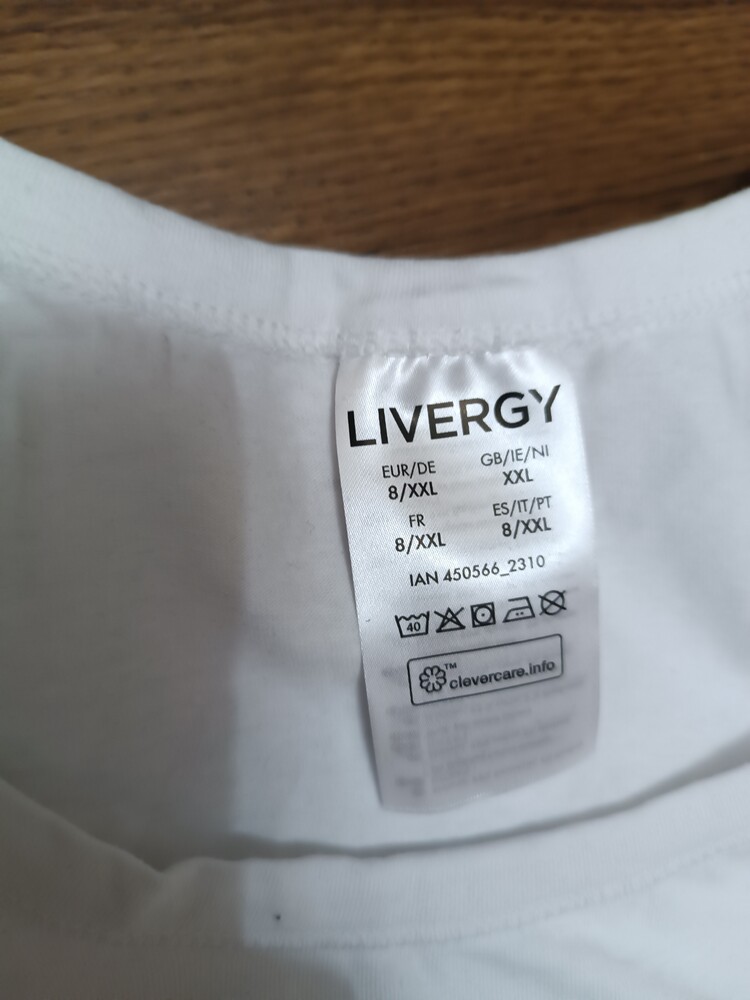 LIVERGY
EUR/DE GB/IE/NI
8/XXL XXL
FR ES/IT/PT
8/XXL 8/XXL
IAN 450566_2310
40
™ clevercare.info